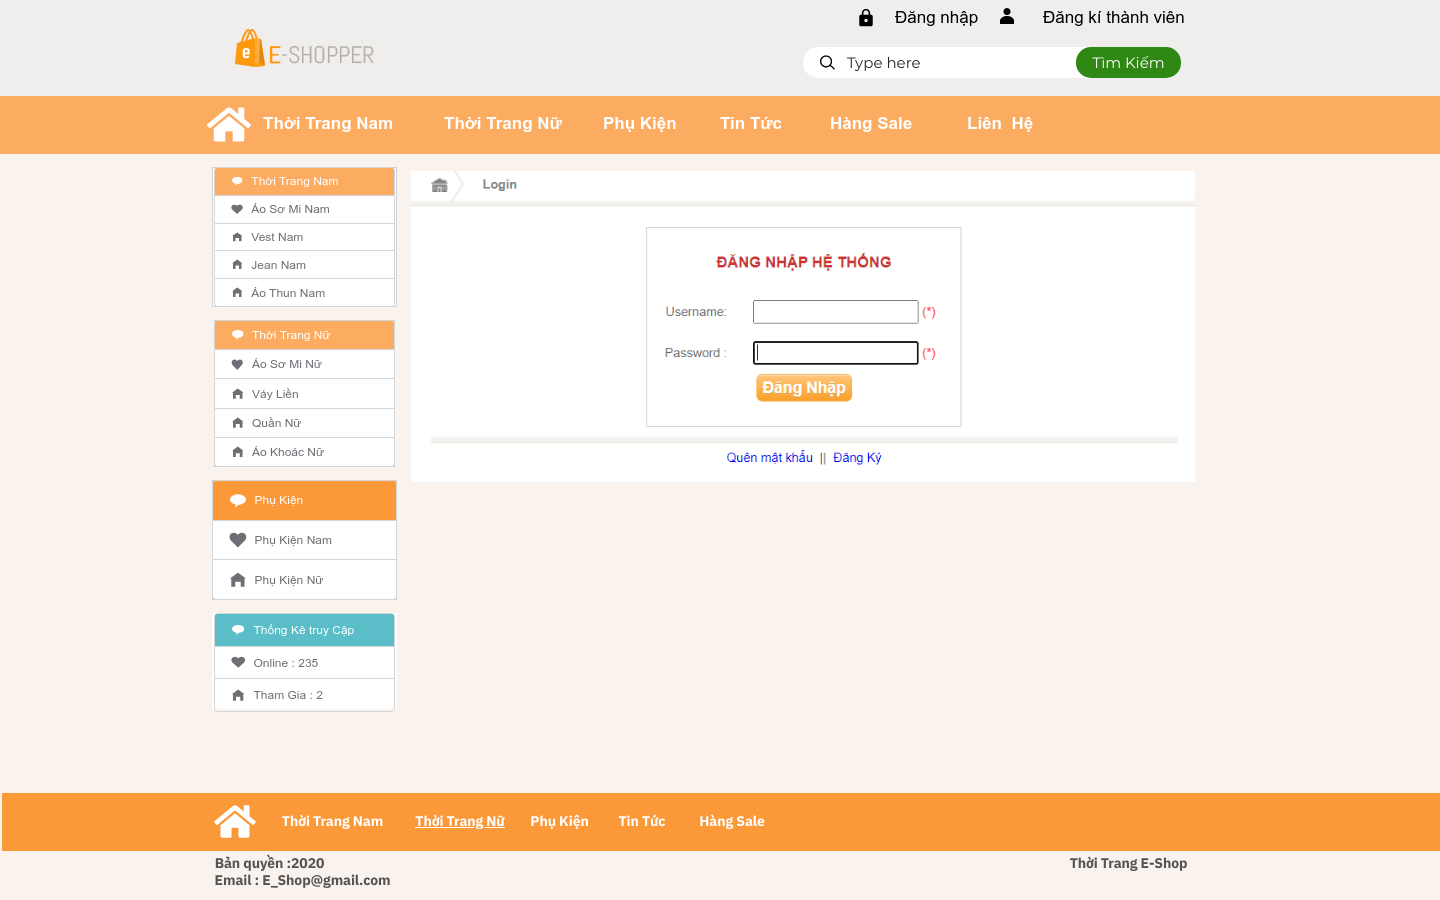 Đăng nhập Đăng kí thành viên
e E-SHOPPER
Type here Tìm Kiếm
Thời Trang Nam Thời Trang Nữ Phụ Kiện Tin Tức Hàng Sale Liên Hệ
Thời Trang Nam
Áo Sơ Mi Nam
Vest Nam
Jean Nam
Áo Thun Nam
Thời Trang Nữ
Áo Sơ Mi Nữ
Váy Liền
Quần Nữ
Áo Khoác Nữ
Phụ Kiện
Phụ Kiện Nam
Phụ Kiện Nữ
Thống Kê truy Cập
Online : 235
Tham Gia : 2
Login
ĐĂNG NHẬP HỆ THỐNG
Username: (*)
Password : (*)
Đăng Nhập
Quên mật khẩu || Đăng Ký
Thời Trang Nam Thời Trang Nữ Phụ Kiện Tin Tức Hàng Sale
Bản quyền :2020 Thời Trang E-Shop
Email : E_Shop@gmail.com